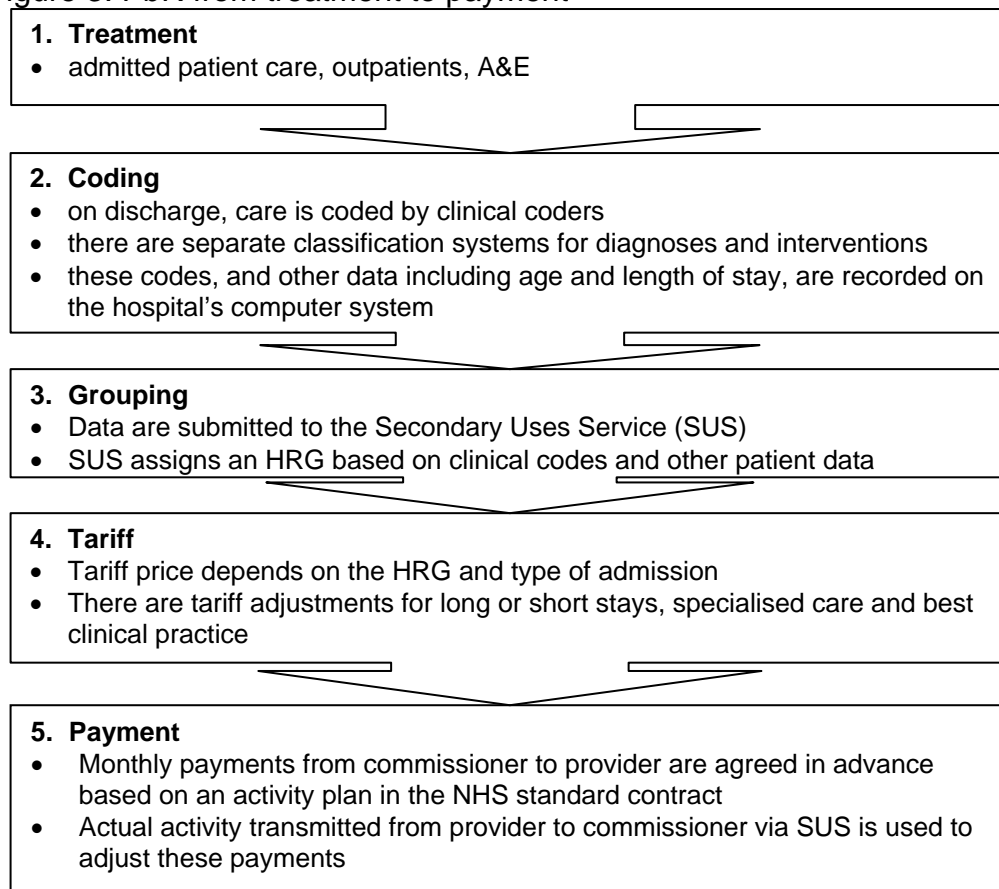 from treatment to payment
1. Treatment
• admitted patient care, outpatients, A&E
2. Coding
• on discharge, care is coded by clinical coders
• there are separate classification systems for diagnoses and interventions
• these codes, and other data including age and length of stay, are recorded on
the hospital's computer system
3. Grouping
• Data are submitted to the Secondary Uses Service (SUS)
• SUS assigns an HRG based on clinical codes and other patient data
4. Tariff
• Tariff price depends on the HRG and type of admission
• There are tariff adjustments for long or short stays, specialised care and best
clinical practice
5. Payment
• Monthly payments from commissioner to provider are agreed in advance
based on an activity plan in the NHS standard contract
• Actual activity transmitted from provider to commissioner via SUS is used to
adjust these payments